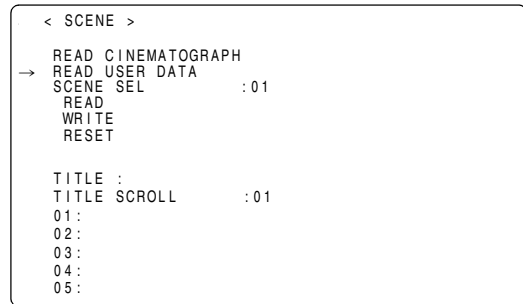 < SCENE >
READ CINEMATOGRAPH
→ READ USER DATA
SCENE SEL :01
READ
WRITE
RESET
TITLE :
TITLE SCROLL :01
01:
02:
03:
04:
05: